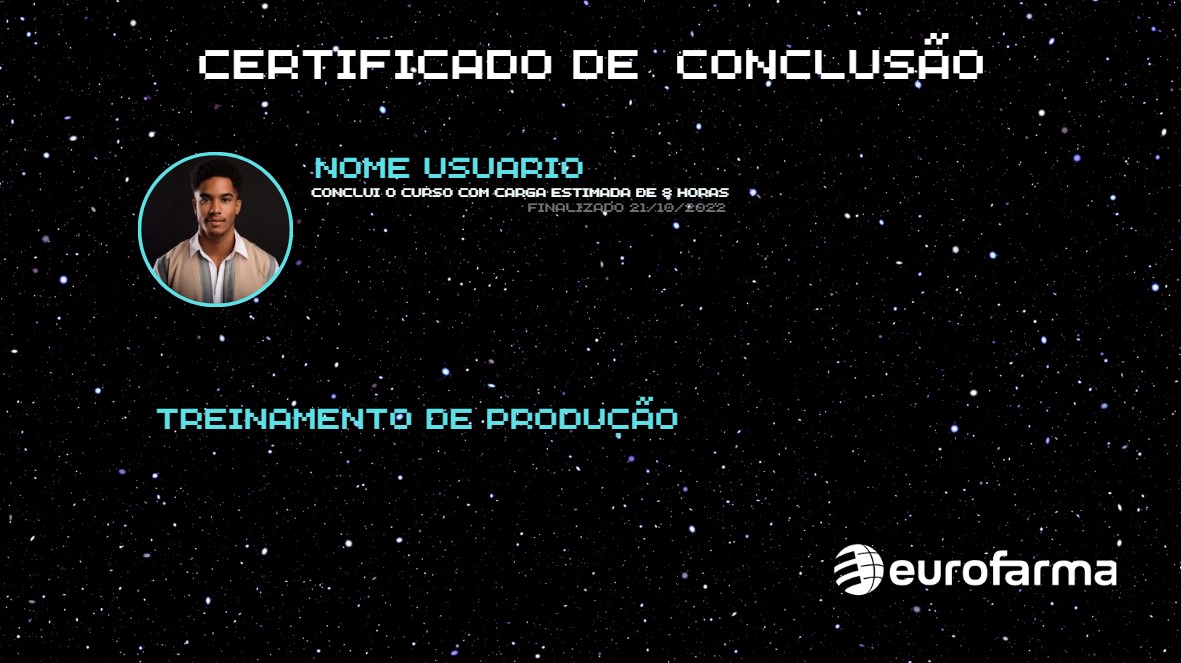 CERTIFICADO DE CONCLUSÃO
NOME USUARIO
CONCLUI O CURSO COM CARGA ESTIMADA DE 8 HORAS
FINALIZADO 21/10/2022
TREINAMENTO DE PRODUÇÃO
eurofarma